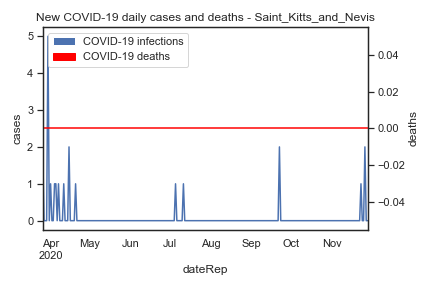 New COVID-19 daily cases and deaths - Saint_Kitts_and_Nevis
COVID-19 infections
COVID-19 deaths
5
4
3
2
1
0
cases
0.04
0.02
0.00
−0.02
−0.04
deaths
Apr May Jun Jul Aug Sep Oct Nov
2020
dateRep